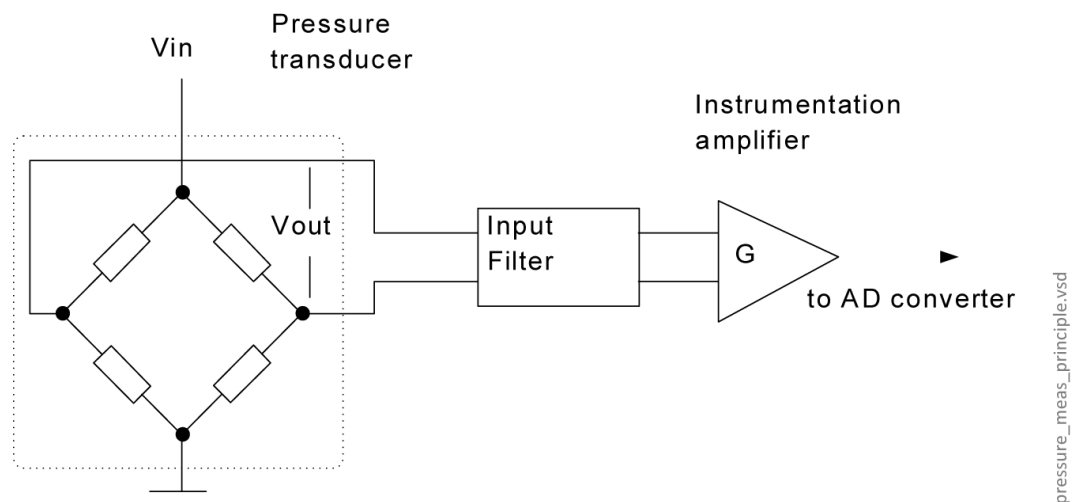 Pressure
transducer
Vin
Instrumentation
amplifier
Vout
Input
Filter
G
to AD converter
pressure_meas_principle.vsd